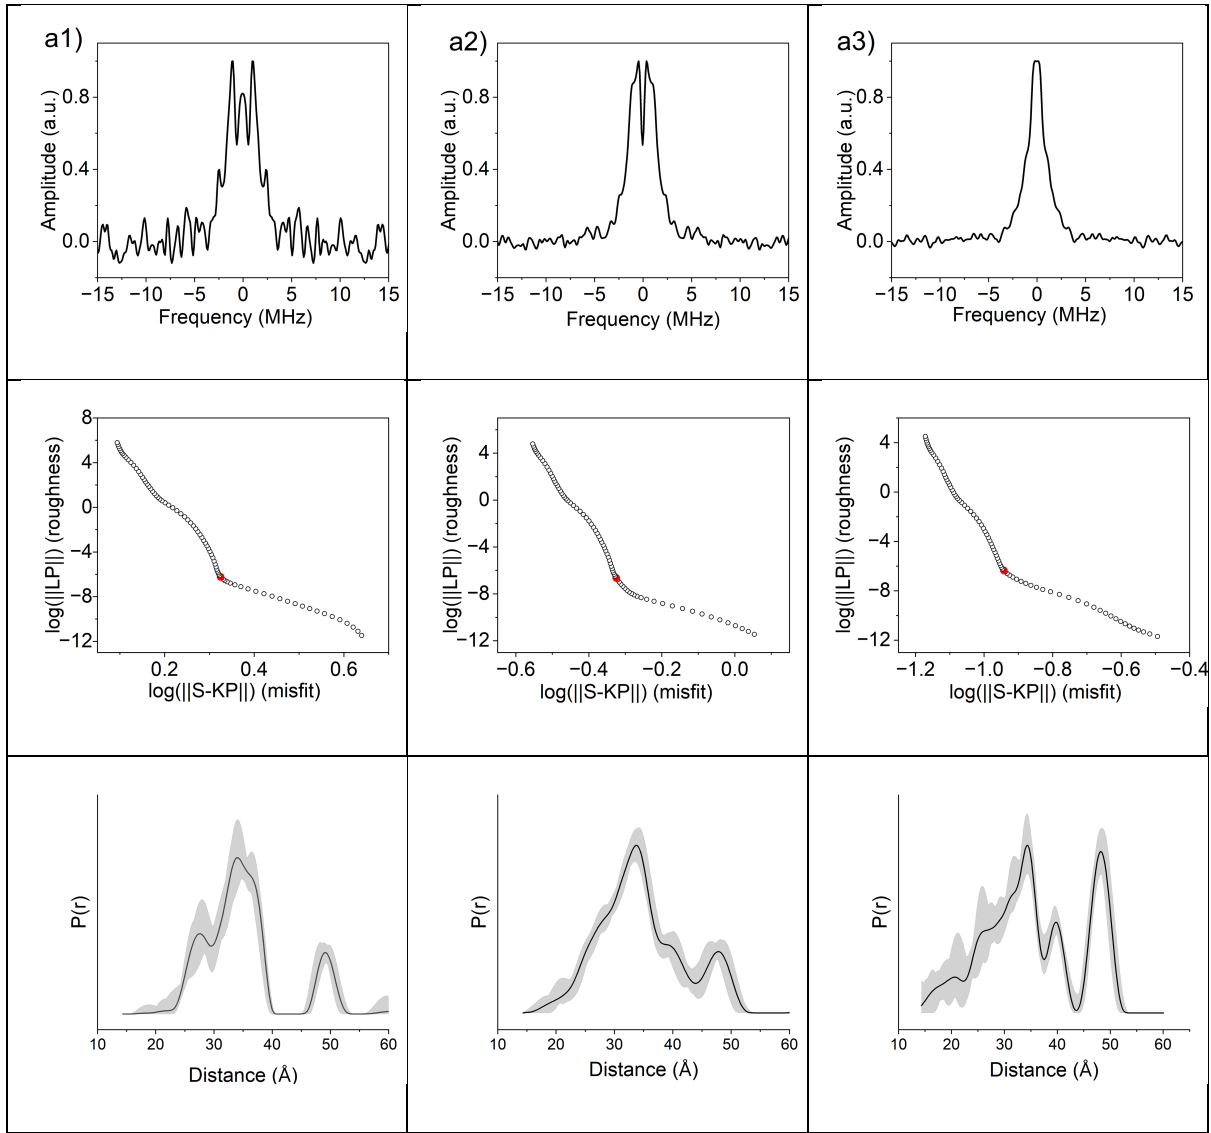 a1)
Amplitude (a.u.)
0.8
0.4
0.0
−15 −10 −5 0 5 10 15
Frequency (MHz)
a2)
Amplitude (a.u.)
0.8
0.4
0.0
−15 −10 −5 0 5 10 15
Frequency (MHz)
a3)
Amplitude (a.u.)
0.8
0.4
0.0
−15 −10 −5 0 5 10 15
Frequency (MHz)
log(||LP||) (roughness)
8
4
0
−4
−8
−12
0.2 0.4 0.6
log(||S-KP||) (misfit)
log(||LP||) (roughness)
4
0
−4
−8
−12
−0.6 −0.4 −0.2 0.0
log(||S-KP||) (misfit)
log(||LP||) (roughness)
4
0
−4
−8
−12
−1.2 −1.0 −0.8 −0.6 −0.4
log(||S-KP||) (misfit)
P(r)
10 20 30 40 50 60
Distance (Å)
P(r)
10 20 30 40 50 60
Distance (Å)
P(r)
10 20 30 40 50 60
Distance (Å)